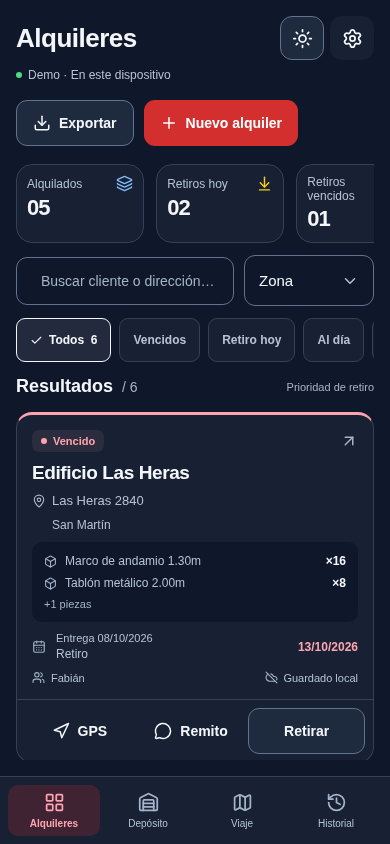 Alquileres
Demo · En este dispositivo
Exportar
Nuevo alquiler
Alquilados
05
Retiros hoy
02
Retiros
vencidos
01
Buscar cliente o dirección…
Zona
Todos 6
Vencidos
Retiro hoy
Al día
Resultados / 6
Prioridad de retiro
Vencido
Edificio Las Heras
Las Heras 2840
San Martín
Marco de andamio 1.30m ×16
Tablón metálico 2.00m ×8
+1 piezas
Entrega 08/10/2026
Retiro
13/10/2026
Fabián
Guardado local
GPS
Remito
Retirar
Alquileres
Depósito
Viaje
Historial